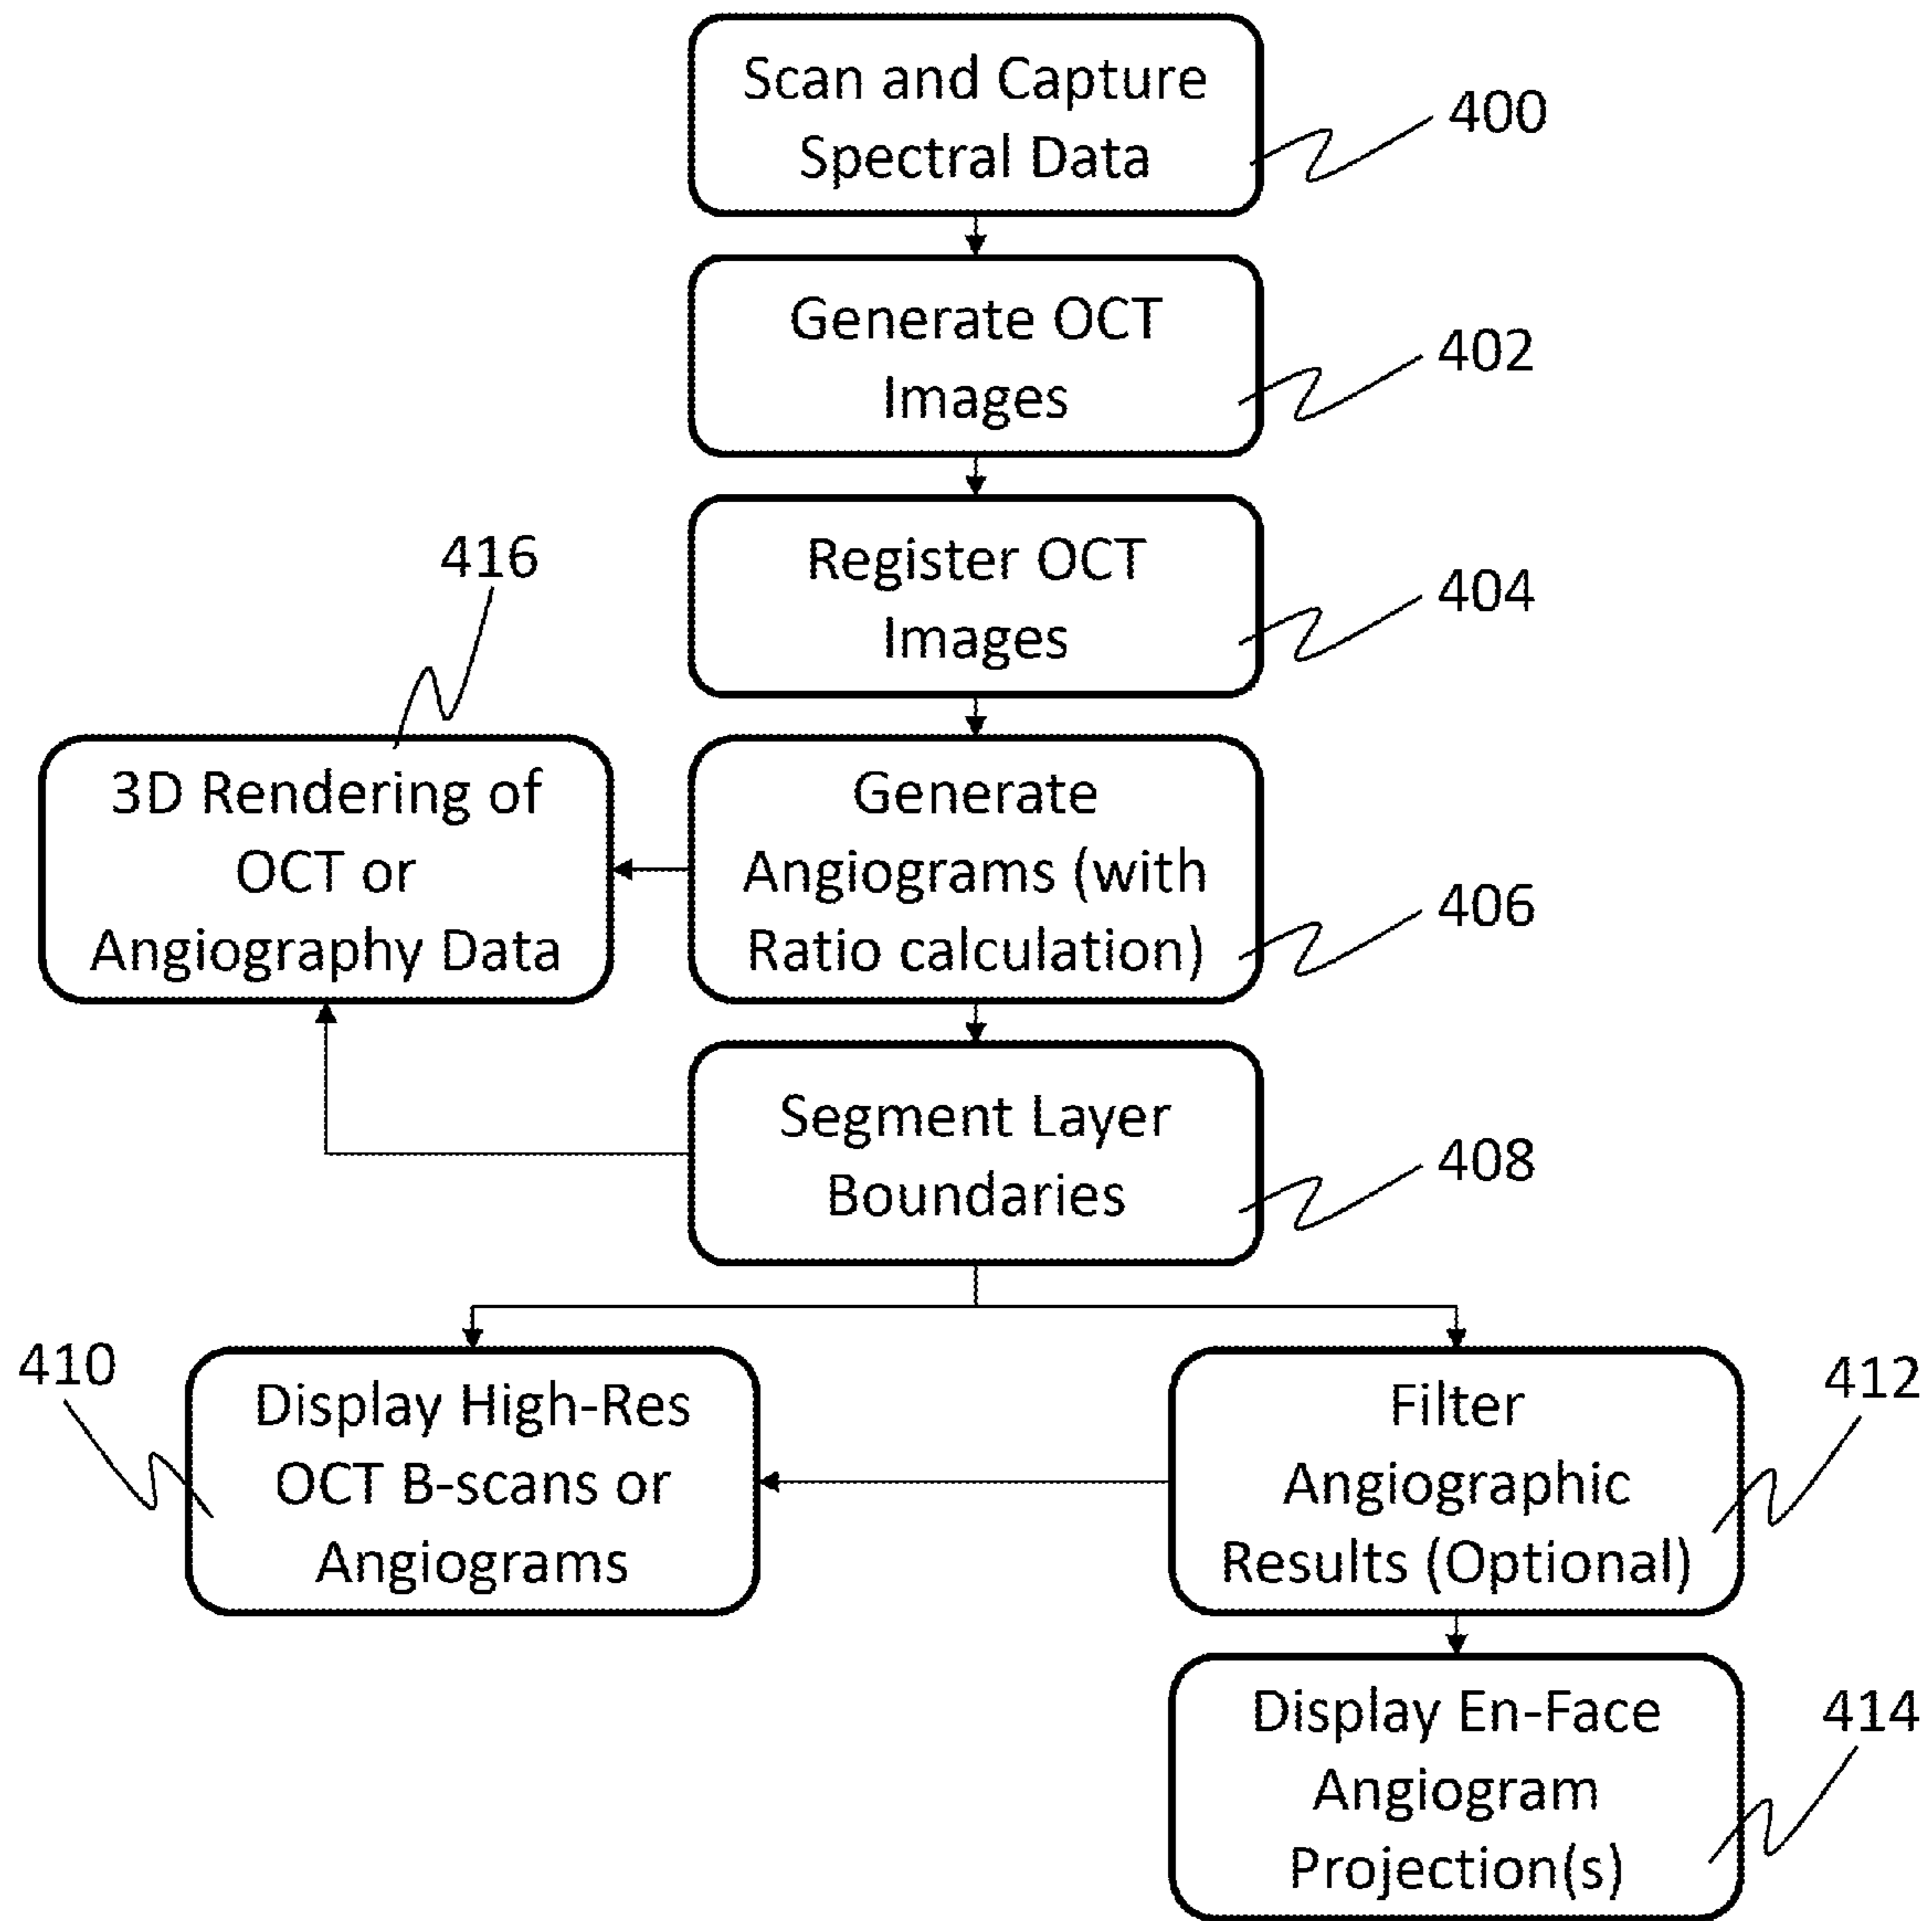 Scan and Capture
Spectral Data
400
Generate OCT
Images
402
Register OCT
Images
404
416
3D Rendering of
OCT or
Angiography Data
Generate
Angiograms (with
Ratio calculation)
406
Segment Layer
Boundaries
408
410
Display High-Res
OCT B-scans or
Angiograms
Filter
Angiographic
Results (Optional)
412
Display En-Face
Angiogram
Projection(s)
414